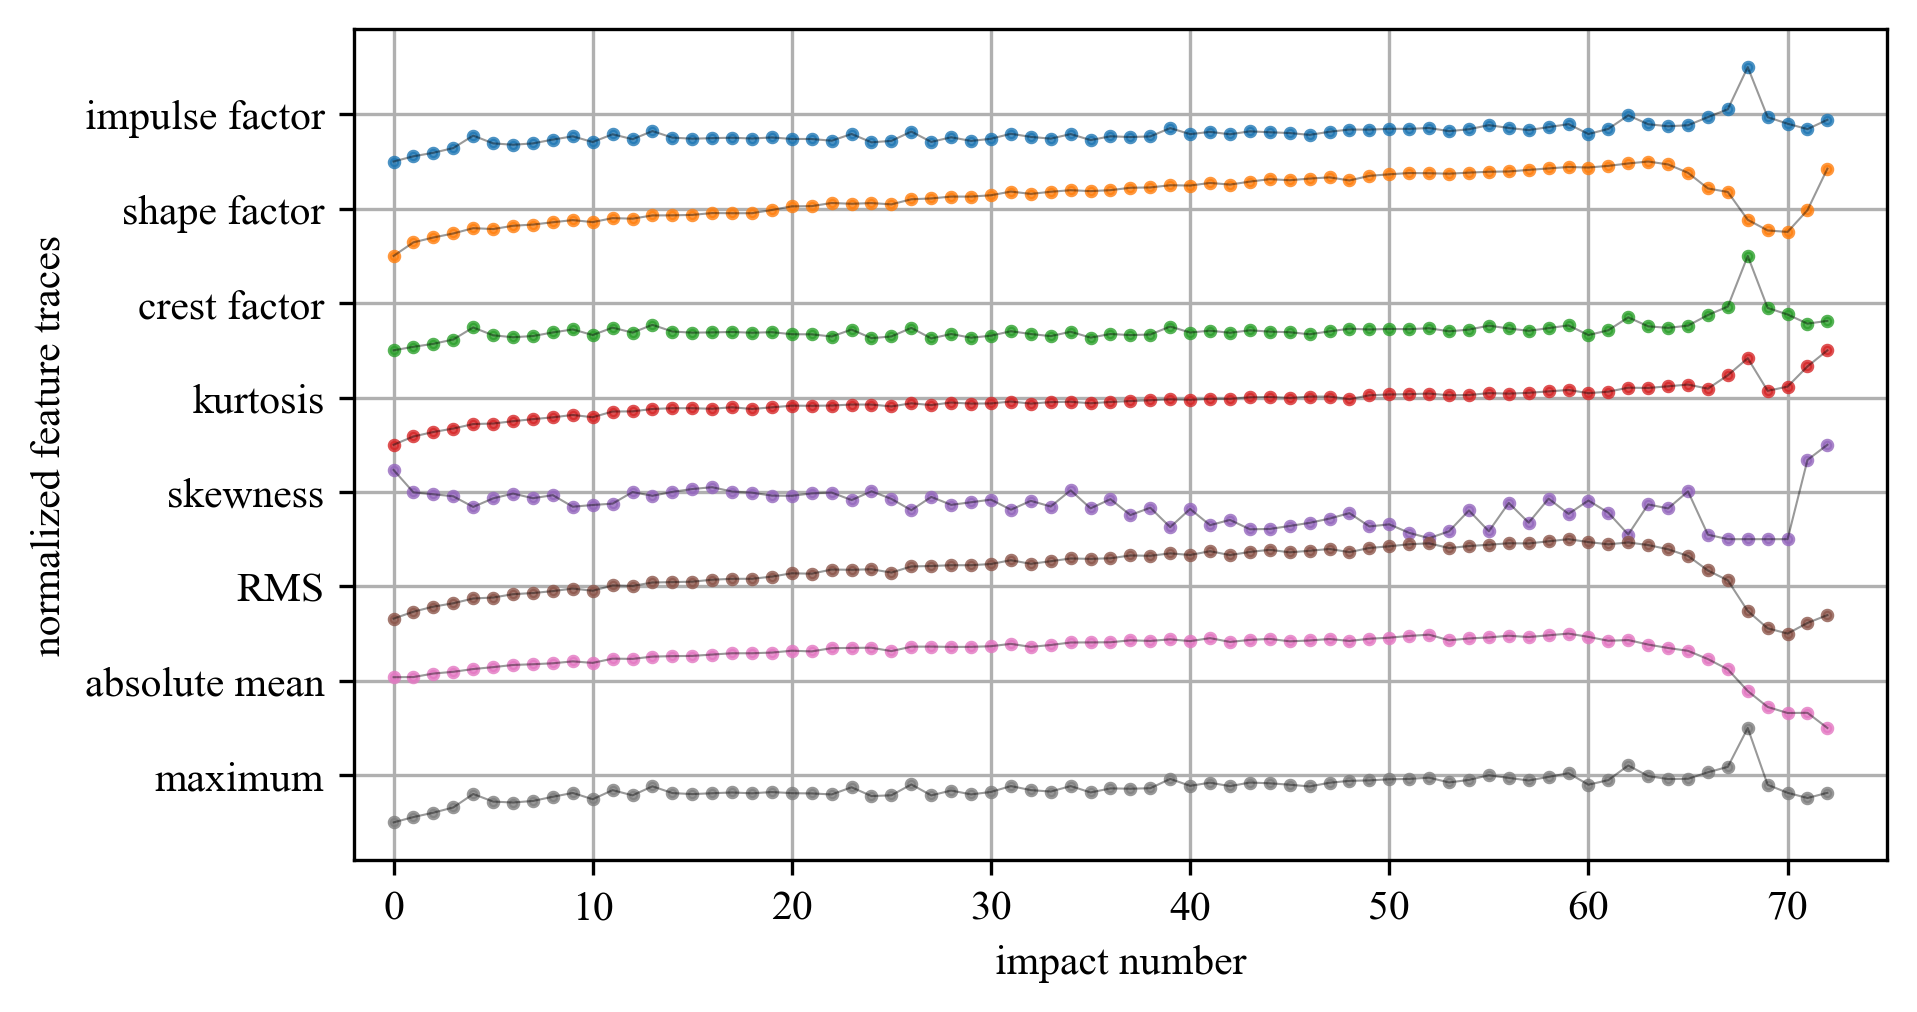 normalized feature traces
impulse factor
shape factor
crest factor
kurtosis
skewness
RMS
absolute mean
maximum
0 10 20 30 40 50 60 70
impact number